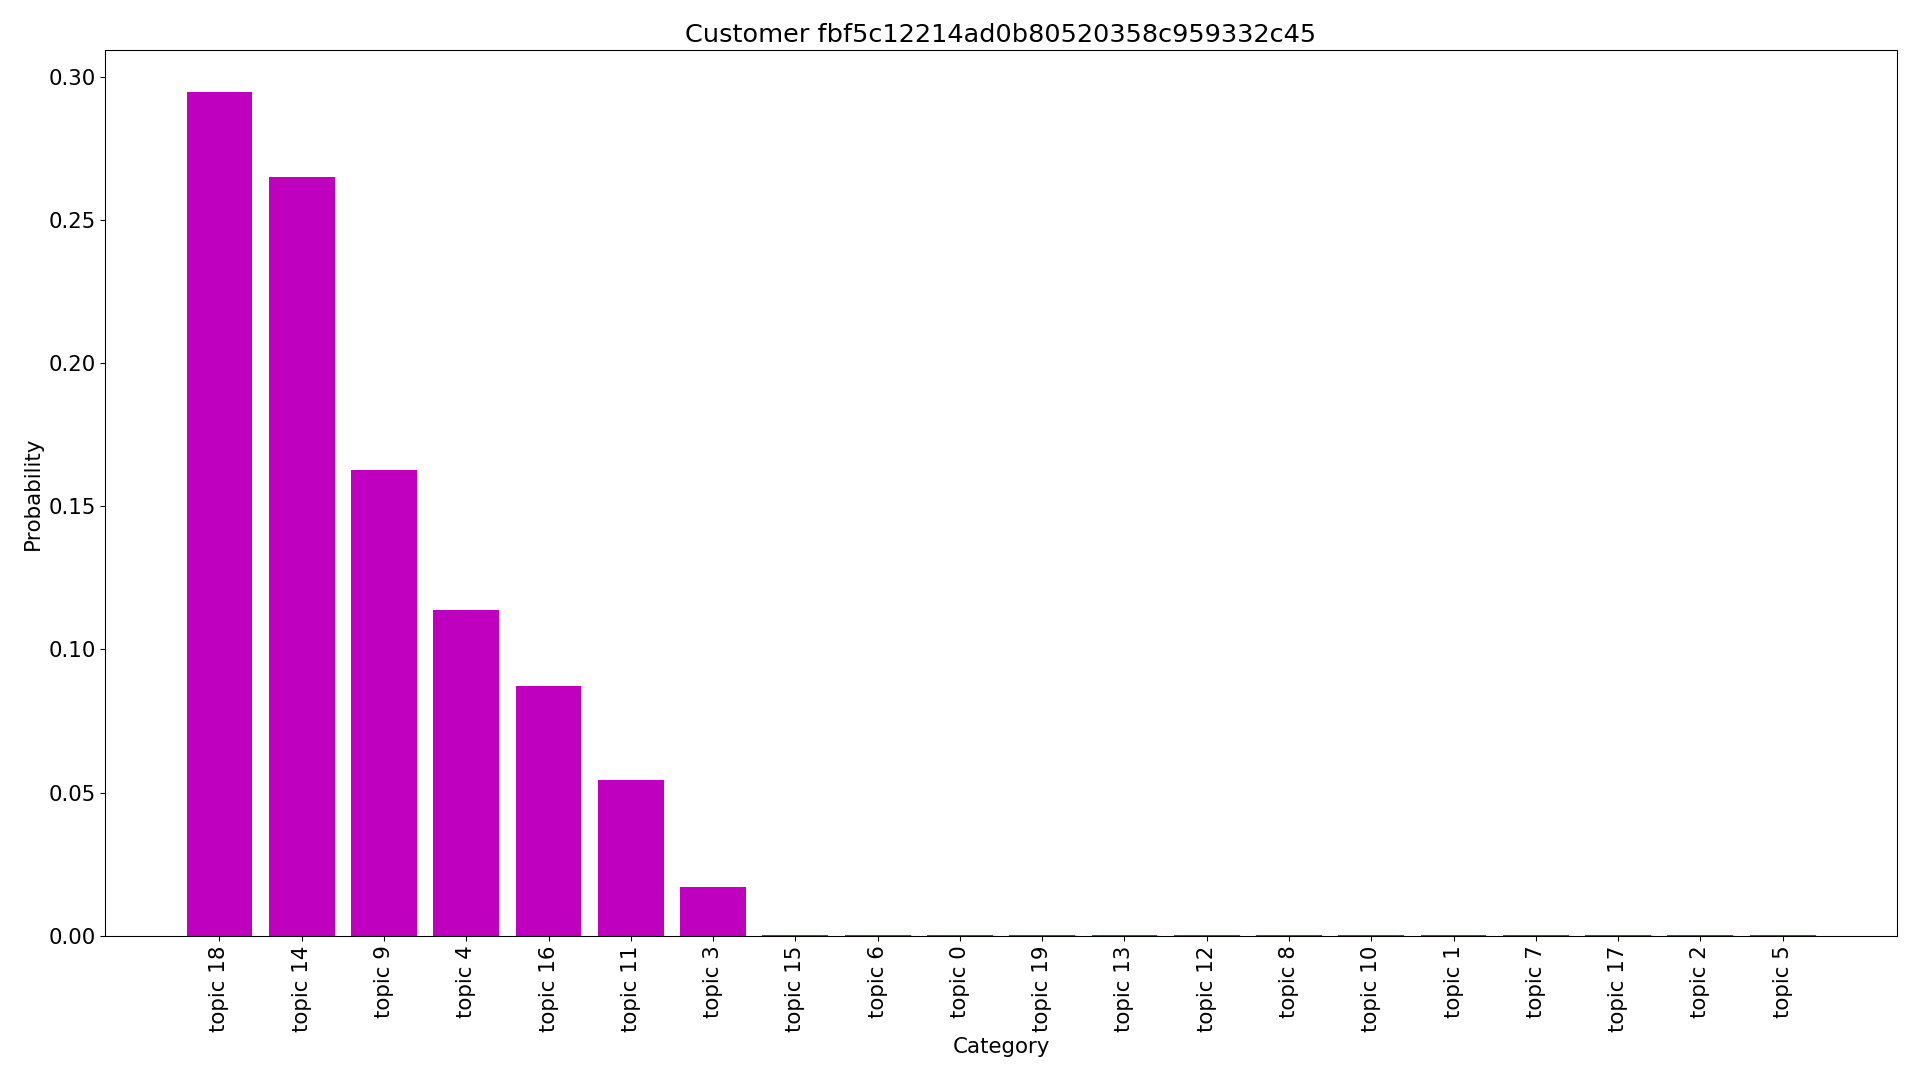 Customer fbf5c12214ad0b80520358c959332c45
0.30
0.25
0.20
0.15
0.10
0.05
0.00
Probability
topic 18
topic 14
topic 9
topic 4
topic 16
topic 11
topic 3
topic 15
topic 6
topic 0
topic 19
topic 13
topic 12
topic 8
topic 10
topic 1
topic 7
topic 17
topic 2
topic 5
Category